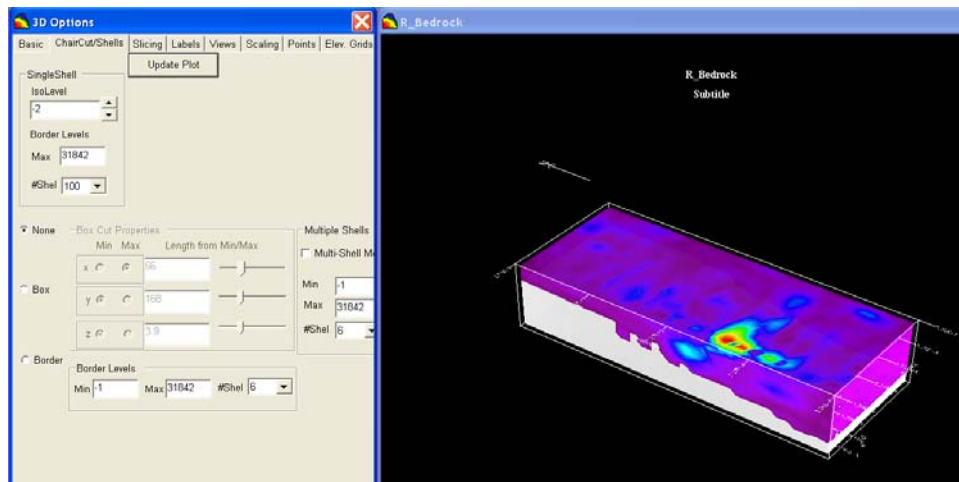 3D Options
Basic ChairCut/Shells Slicing Labels Views Scaling Points Elev. Grids
Update Plot
SingleShell
IsoLevel
-2
Border Levels
Max 31842
#Shel 100
None
Box Cut Properties
Min Max Length from Min/Max
x 66
Box
y 168
z 3.9
Multiple Shells
Multi-Shell M
Min -1
Max 31842
#Shel 6
Border
Border Levels
Min -1 Max 31842 #Shel 6
R_Bedrock
R_Bedrock
Subtitle